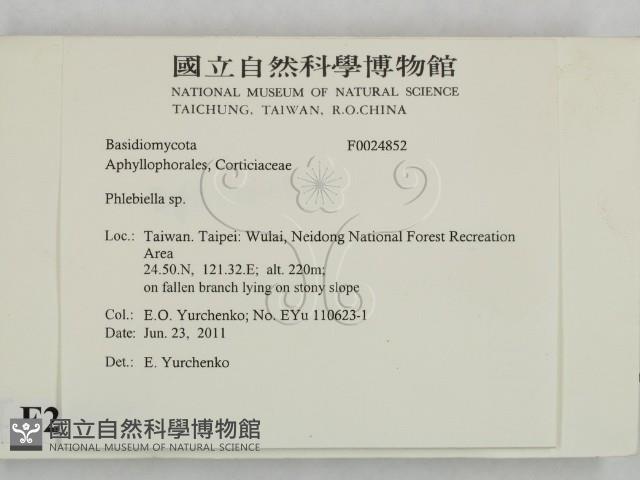 國立自然科學博物館
NATIONAL MUSEUM OF NATURAL SCIENCE
TAICHUNG, TAIWAN, R.O.CHINA
Basidiomycota F0024852
Aphyllophorales, Corticiaceae
Phlebiella sp.
Loc.: Taiwan. Taipei: Wulai, Neidong National Forest Recreation
Area
24.50.N, 121.32.E; alt. 220m;
on fallen branch lying on stony slope
Col.: E.O. Yurchenko; No. EYu 110623-1
Date: Jun. 23, 2011
Det.: E. Yurchenko
國立自然科學博物館
NATIONAL MUSEUM OF NATURAL SCIENCE